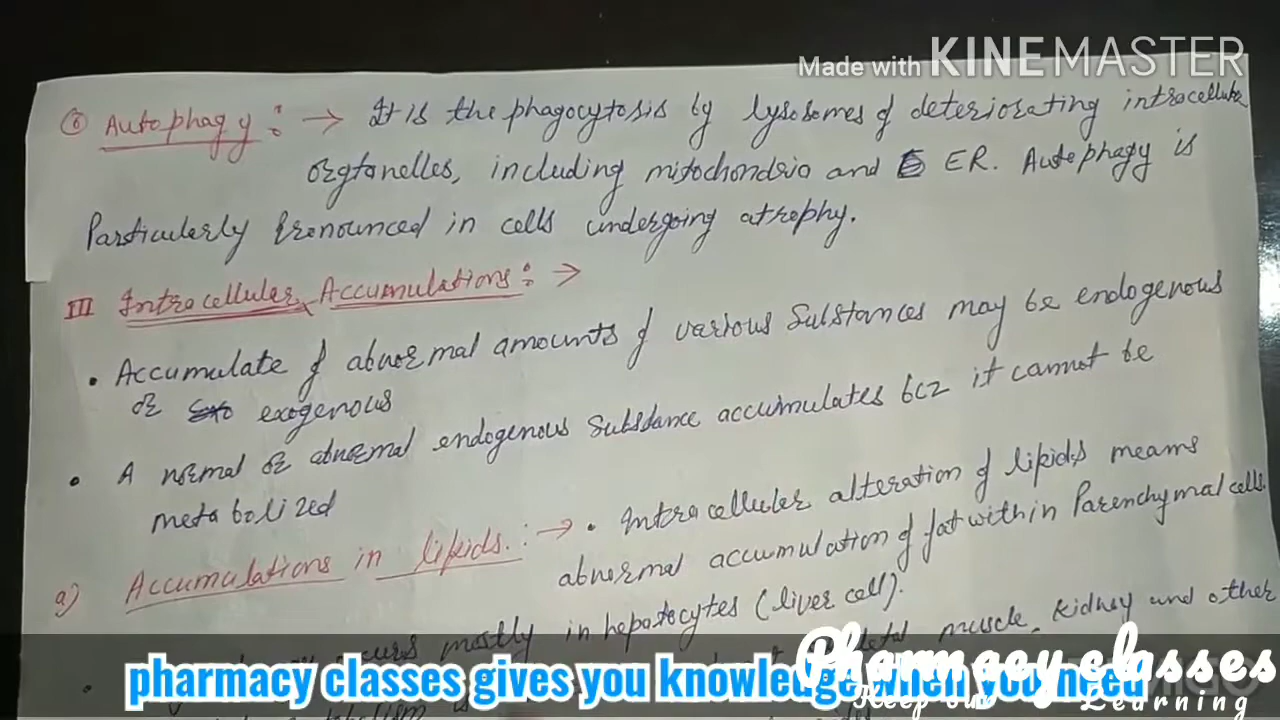 Made with KINEMASTER
⑥ Autophagy :→ It is the phagocytosis by lysosomes of deteriorating intracellular
organelles, including mitochondria and ER. Autophagy is
Particularly pronounced in cells undergoing atrophy.
III Intracellular Accumulations :→
• Accumulate of abnormal amounts of various substances may be endogenous
or exogenous
• A normal or abnormal endogenous substance accumulates bcz it cannot be
metabolized
a) Accumulations in lipids. :→ • Intracellular alteration of lipids means
abnormal accumulation of fat within Parenchymal cells.
occurs mostly in hepatocytes (liver cell).
muscle, kidney and other
pharmacy classes gives you knowledge when you need
Pharmacy classes
Learning